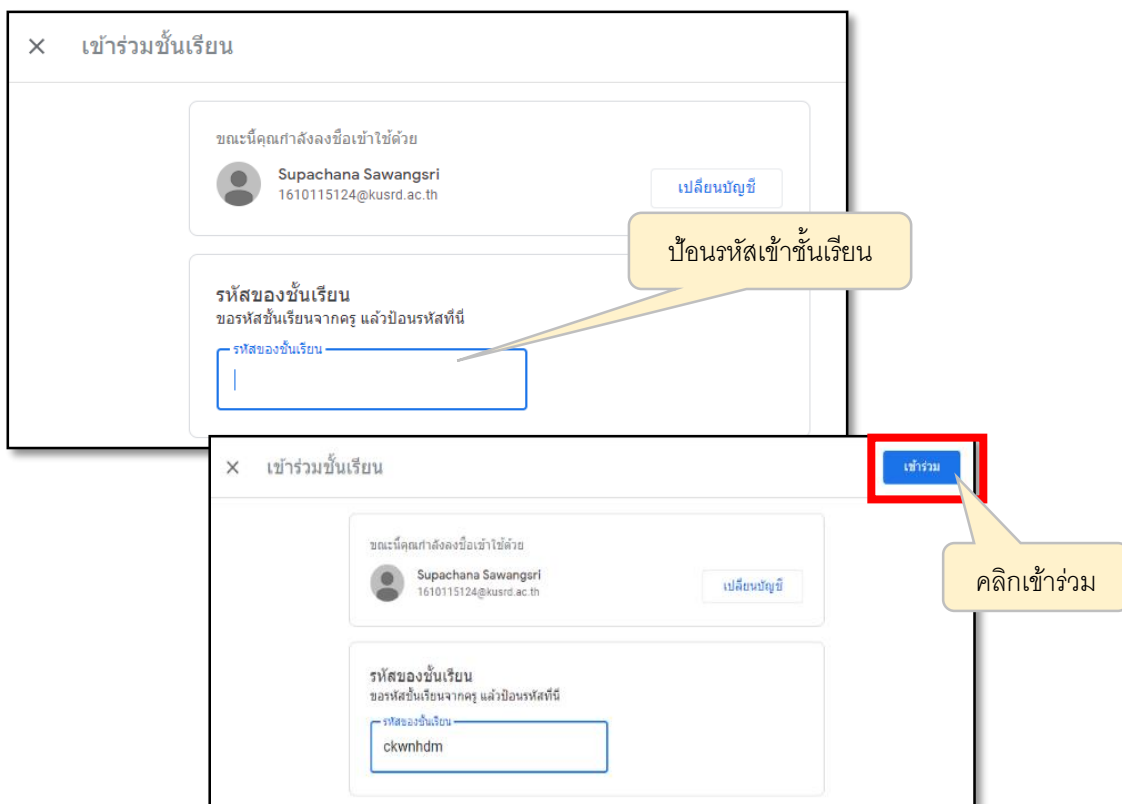 เข้าร่วมชั้นเรียน
ขณะนี้คุณกำลังลงชื่อเข้าใช้ด้วย
Supachana Sawangsri
1610115124@kusrd.ac.th
เปลี่ยนบัญชี
ป้อนรหัสเข้าชั้นเรียน
รหัสของชั้นเรียน
ขอรหัสชั้นเรียนจากครู แล้วป้อนรหัสที่นี่
รหัสของชั้นเรียน
เข้าร่วมชั้นเรียน
เข้าร่วม
ขณะนี้คุณกำลังลงชื่อเข้าใช้ด้วย
Supachana Sawangsri
1610115124@kusrd.ac.th
เปลี่ยนบัญชี
คลิกเข้าร่วม
รหัสของชั้นเรียน
ขอรหัสชั้นเรียนจากครู แล้วป้อนรหัสที่นี่
รหัสของชั้นเรียน
ckwnhdm